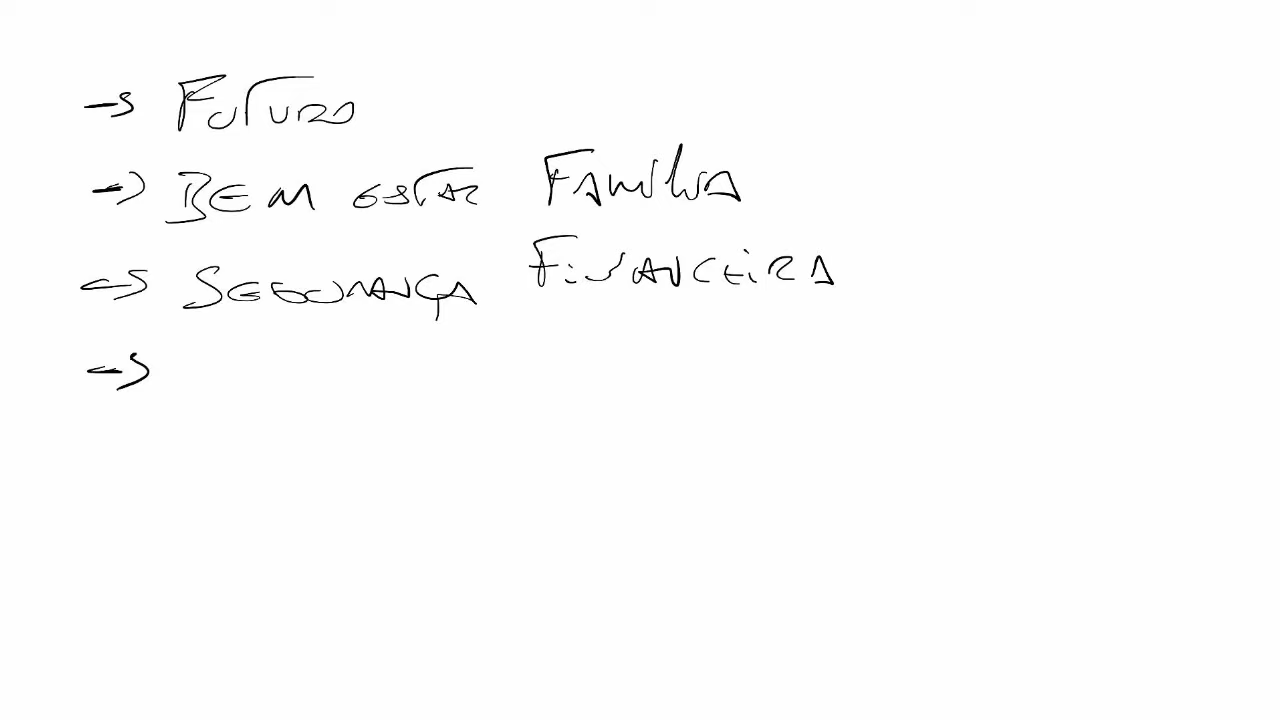 → Futuro
→ BEM ESTAR FAMÍLIA
→ SEGURANÇA FINANCEIRA
→